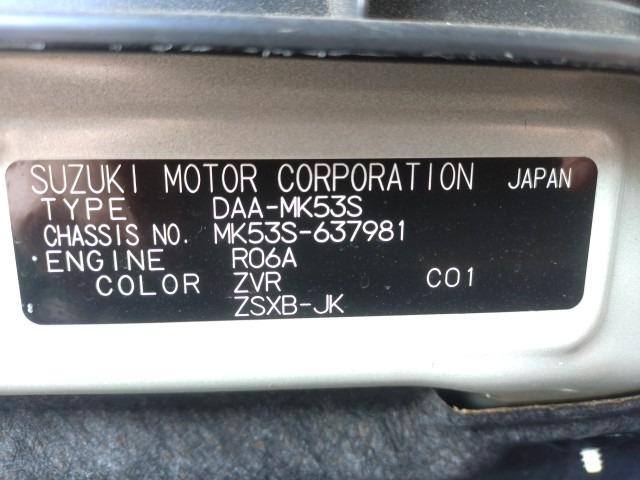 SUZUKI MOTOR CORPORATION JAPAN
TYPE DAA-MK53S
CHASSIS NO. MK53S-637981
ENGINE R06A
COLOR ZVR C01
ZSXB-JK